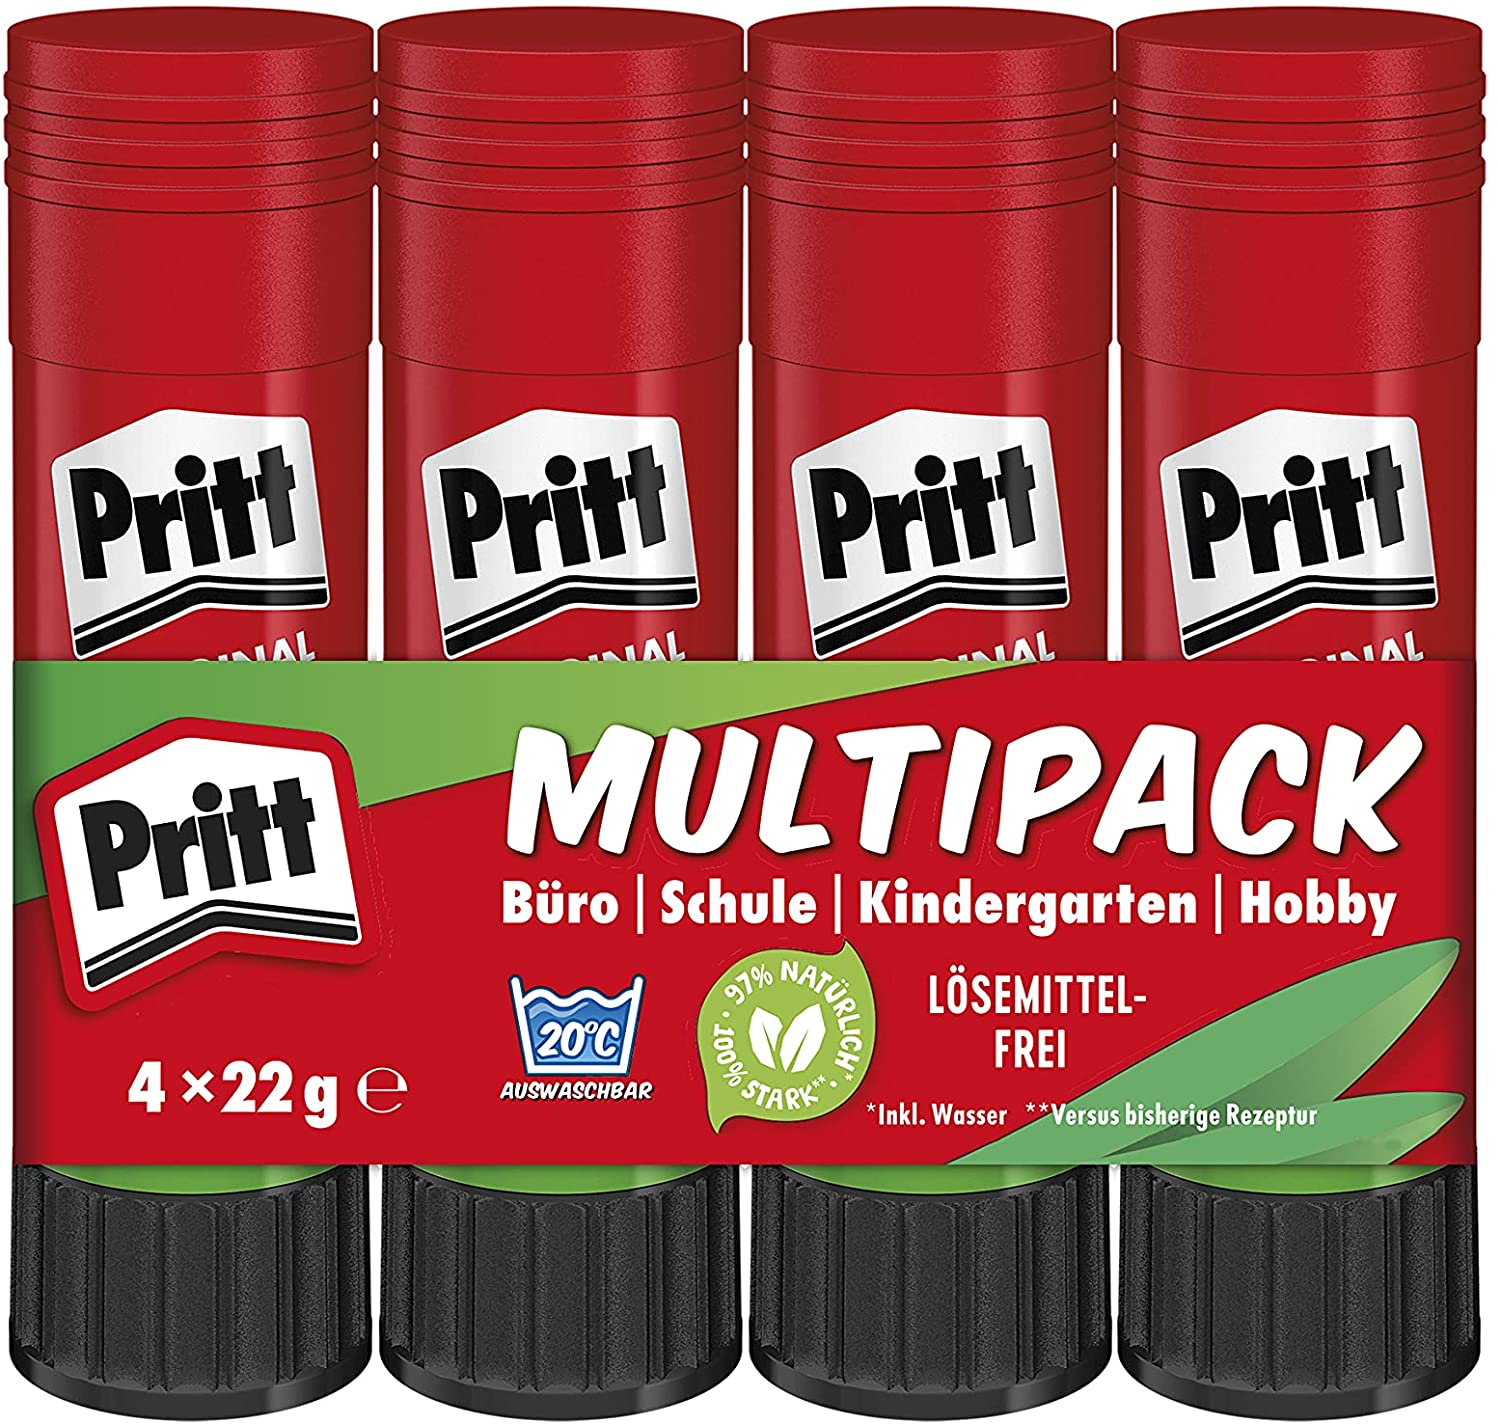 Pritt
Pritt
Pritt
Pritt
Pritt
MULTIPACK
Büro | Schule | Kindergarten | Hobby
4 × 22 g ℮
20°C
AUSWASCHBAR
97% NATÜRLICH*
100% STARK**
LÖSEMITTEL-
FREI
*Inkl. Wasser **Versus bisherige Rezeptur